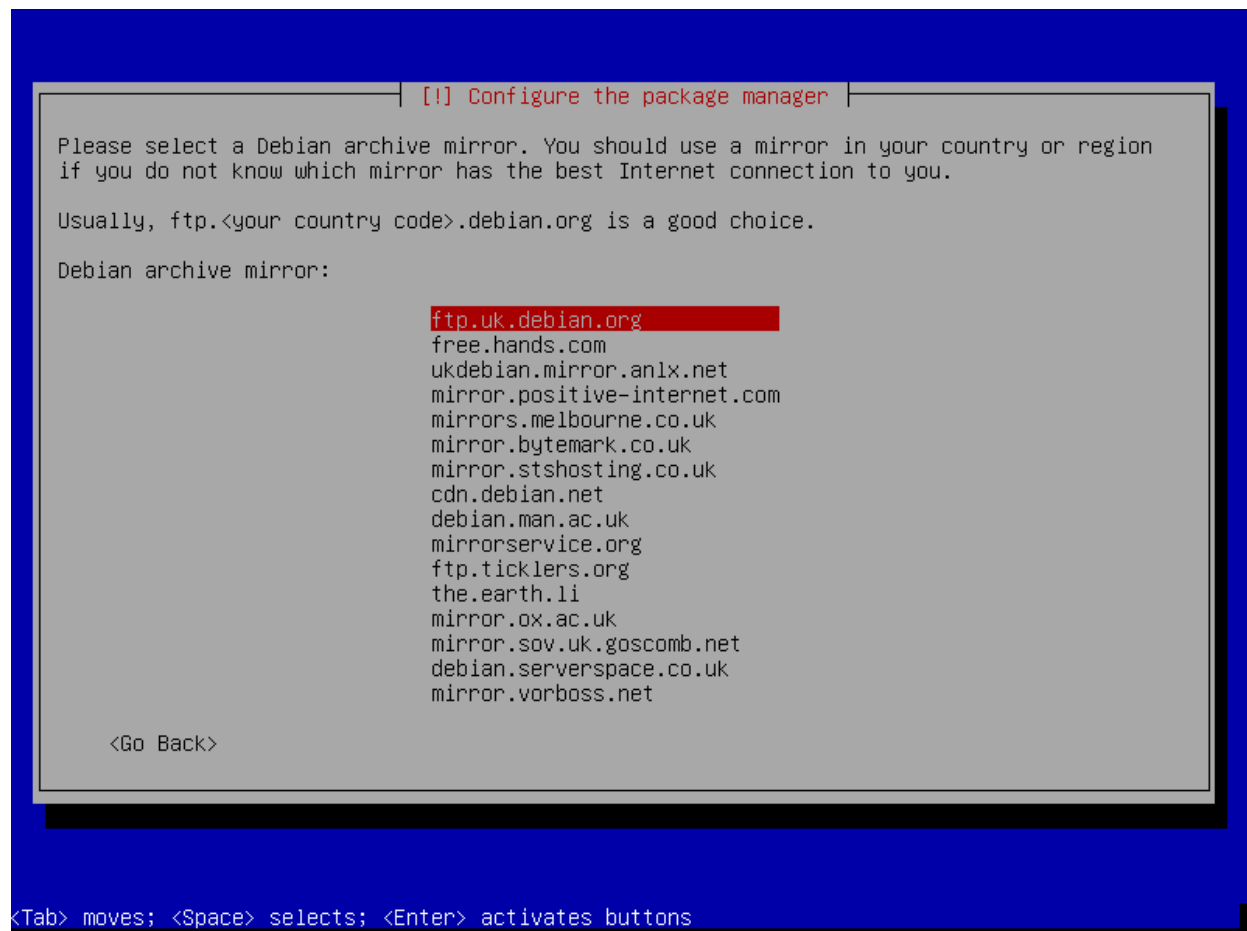 [!] Configure the package manager
Please select a Debian archive mirror. You should use a mirror in your country or region
if you do not know which mirror has the best Internet connection to you.
Usually, ftp.<your country code>.debian.org is a good choice.
Debian archive mirror:
ftp.uk.debian.org
free.hands.com
ukdebian.mirror.anlx.net
mirror.positive-internet.com
mirrors.melbourne.co.uk
mirror.bytemark.co.uk
mirror.stshosting.co.uk
cdn.debian.net
debian.man.ac.uk
mirrorservice.org
ftp.ticklers.org
the.earth.li
mirror.ox.ac.uk
mirror.sov.uk.goscomb.net
debian.serverspace.co.uk
mirror.vorboss.net
<Go Back>
<Tab> moves; <Space> selects; <Enter> activates buttons